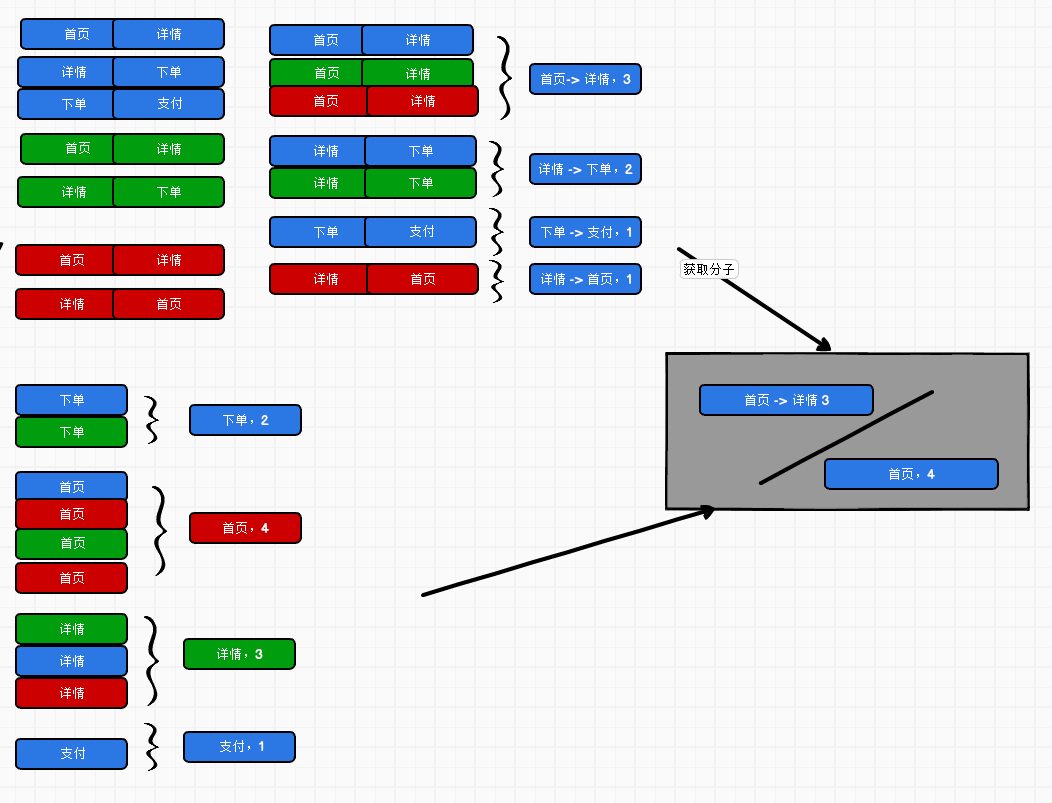 首页 详情
详情 下单
下单 支付
首页 详情
详情 下单
首页 详情
详情 首页
首页 详情
首页 详情
首页 详情
首页-> 详情，3
详情 下单
详情 下单
详情 -> 下单，2
下单 支付
下单 -> 支付，1
详情 首页
详情 -> 首页，1
获取分子
下单
下单
下单，2
首页
首页
首页
首页
首页，4
详情
详情
详情
详情，3
支付
支付，1
首页 -> 详情 3
首页，4